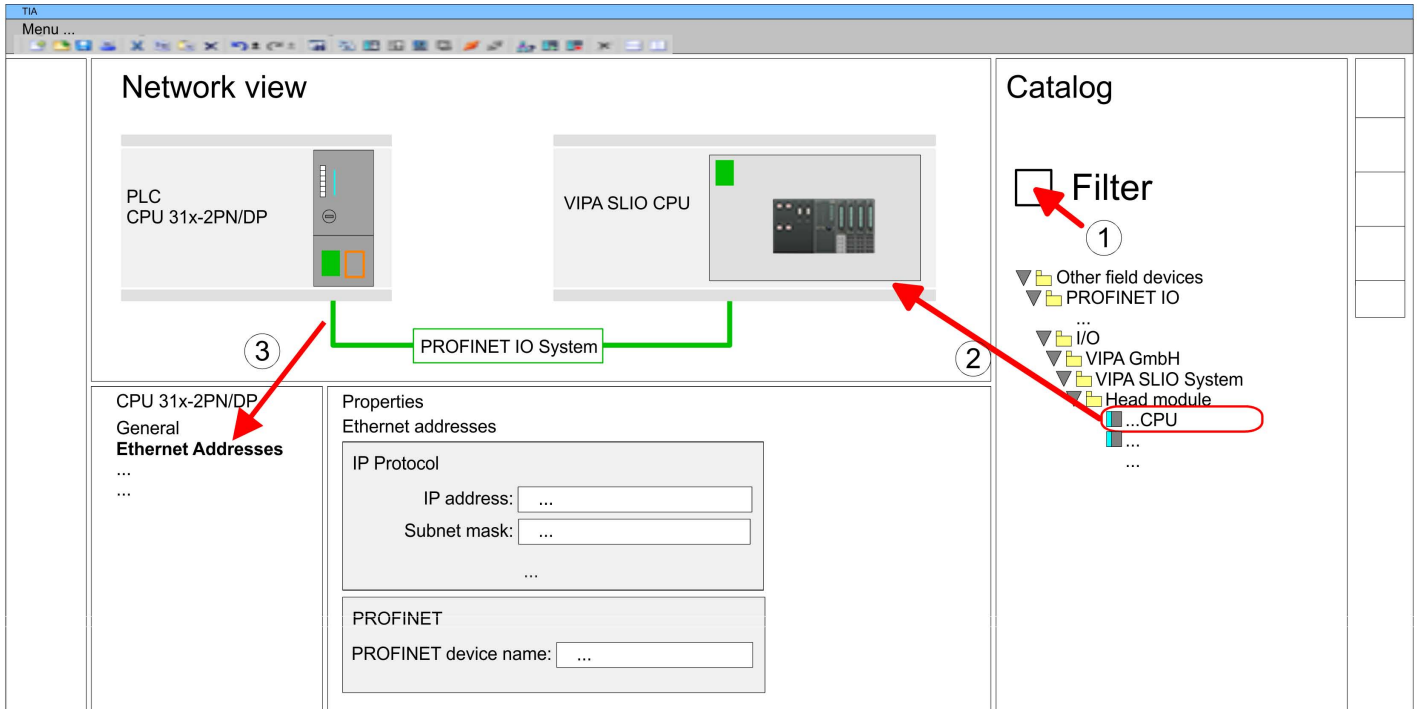 TIA
Menu ...
Network view
PLC
CPU 31x-2PN/DP
VIPA SLIO CPU
PROFINET IO System
3
2
Catalog
Filter
1
Other field devices
PROFINET IO
...
I/O
VIPA GmbH
VIPA SLIO System
Head module
...CPU
...
...
CPU 31x-2PN/DP
General
Ethernet Addresses
...
...
Properties
Ethernet addresses
IP Protocol
IP address: ...
Subnet mask: ...
...
PROFINET
PROFINET device name: ...